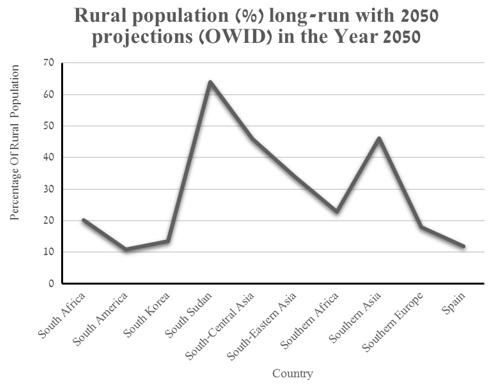 Rural population (%) long-run with 2050
projections (OWID) in the Year 2050
Percentage Of Rural Population
70
60
50
40
30
20
10
0
South Africa
South America
South Korea
South Sudan
South-Central Asia
South-Eastern Asia
Southern Africa
Southern Asia
Southern Europe
Spain
Country